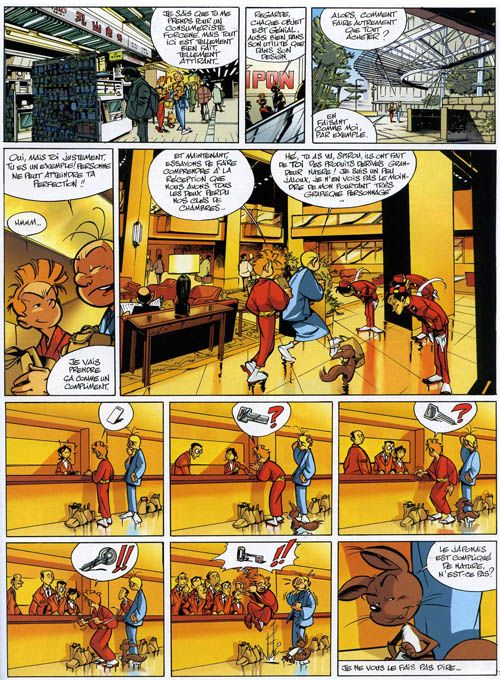 JE SAIS QUE TU ME
PRENDS POUR UN
CONSUMÉRISTE
FORCENÉ. MAIS TOUT
ICI EST TELLEMENT
BIEN FAIT,
TELLEMENT
ATTIRANT...
REGARDE,
CHAQUE OBJET
EST GÉNIAL.
AUSSI BIEN DANS
SON UTILITÉ QUE
DANS SON
DESIGN.
IPON
ALORS, COMMENT
FAIRE AUTREMENT
QUE TOUT
ACHETER ?
EN
FAISANT
COMME MOI,
PAR EXEMPLE.
OUI, MAIS TOI JUSTEMENT,
TU ES UN EXEMPLE! PERSONNE
NE PEUT ATTEINDRE TA
PERFECTION !!
HMMM...
JE VAIS
PRENDRE
ÇA COMME UN
COMPLIMENT.
ET MAINTENANT,
ESSAYONS DE FAIRE
COMPRENDRE À LA
RÉCEPTION QUE
NOUS AVONS TOUS
LES DEUX PERDU
NOS CLÉS DE
CHAMBRES...
HÉ, TU AS VU, SPIROU, ILS ONT FAIT
DE TOI DES PRODUITS DÉRIVÉS GRAN-
DEUR NATURE ! JE SUIS UN PEU
JALOUX, JE N'EN VOIS PAS LE MOIN-
DRE DE MON POURTANT TRÈS
GRAPHIQUE PERSONNAGE...
?
?
!!
!!
LE JAPONAIS
EST COMPLIQUÉ
DE NATURE,
N'EST-CE PAS?
JE NE VOUS LE FAIS PAS DIRE...